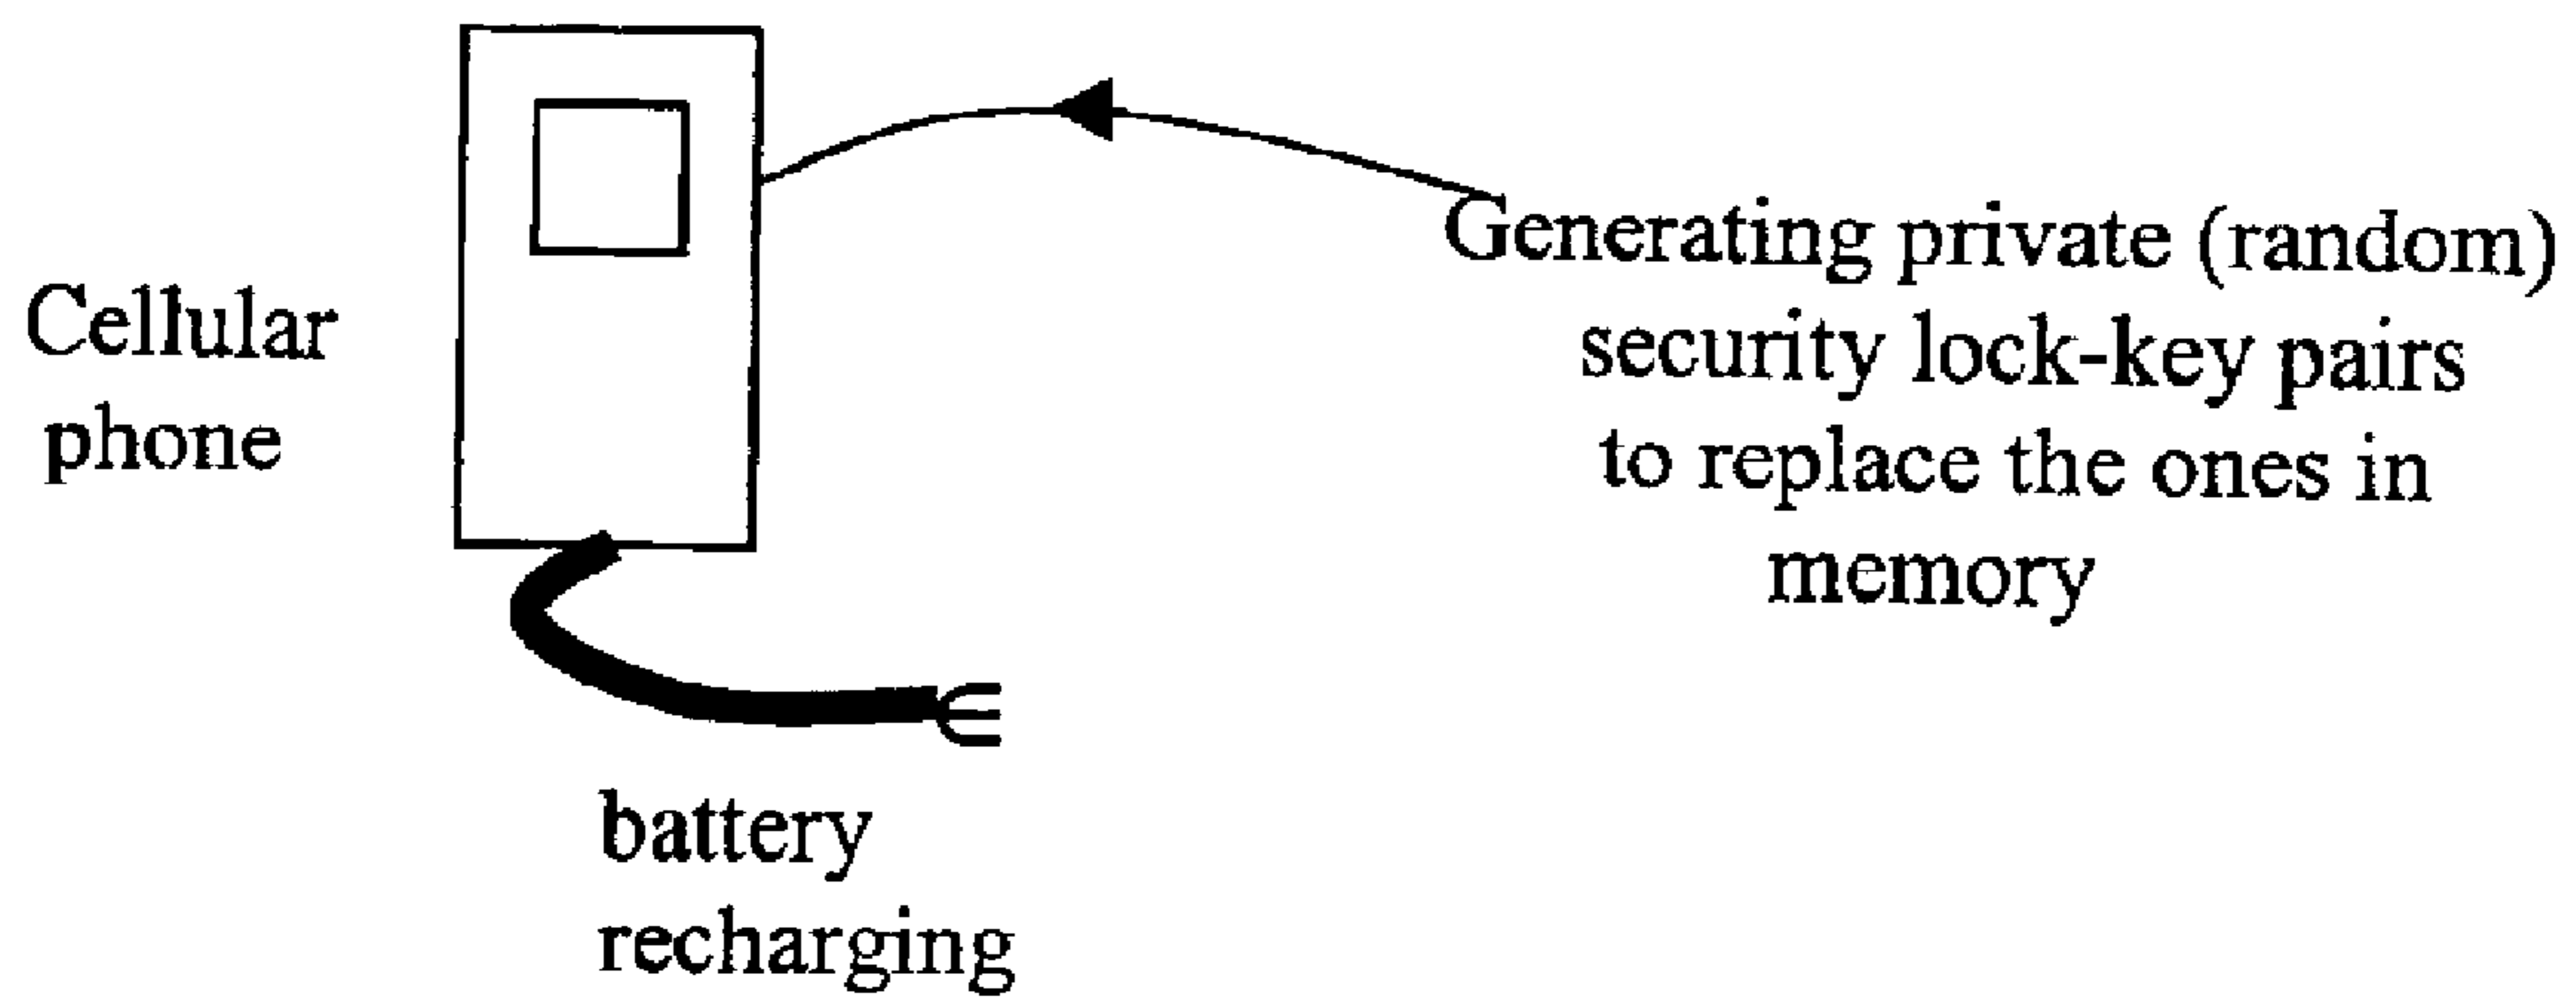 Cellular
phone
Generating private (random)
security lock-key pairs
to replace the ones in
memory
battery
recharging